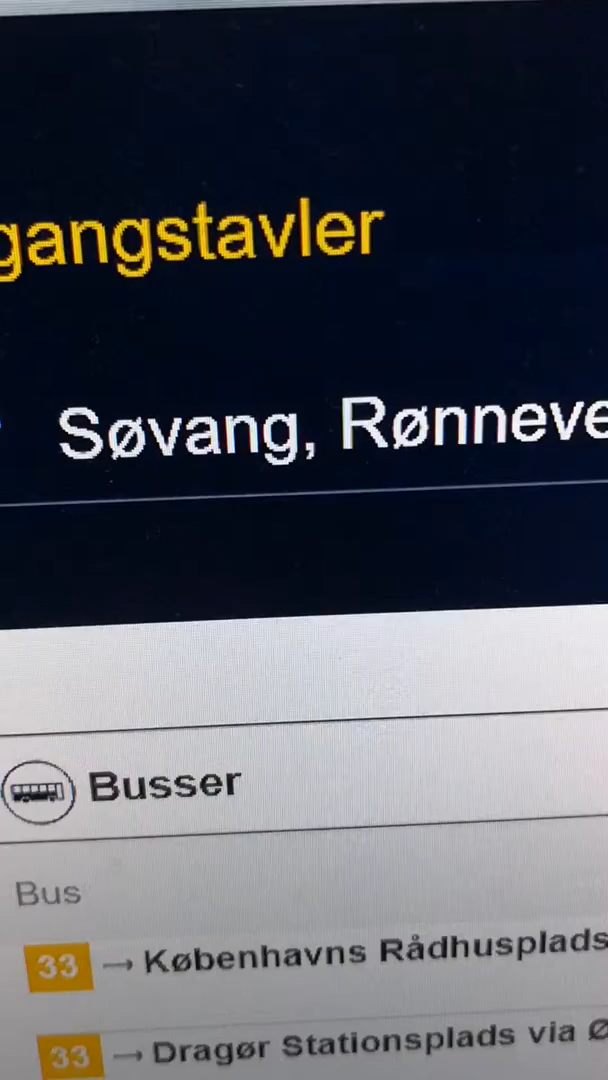 gangstavler
Søvang, Rønneve
Busser
Bus
33 → Københavns Rådhusplads
33 → Dragør Stationsplads via Ø